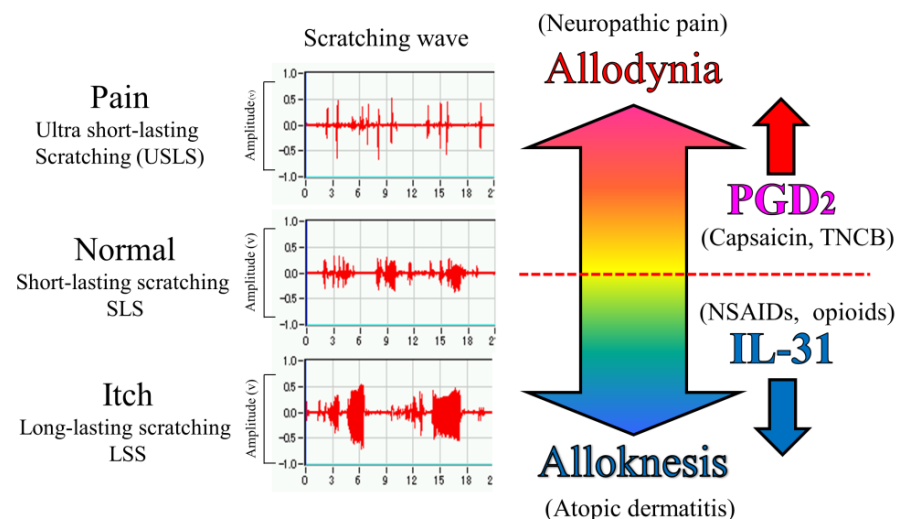 Scratching wave
(Neuropathic pain)
Allodynia
Pain
Ultra short-lasting
Scratching (USLS)
Amplitude(v)
1.0
0.5
0.0
-0.5
-1.0
0 3 6 9 12 15 18 21
PGD2
(Capsaicin, TNCB)
Normal
Short-lasting scratching
SLS
Amplitude (v)
1.0
0.5
0.0
-0.5
-1.0
0 3 6 9 12 15 18 21
(NSAIDs, opioids)
IL-31
Itch
Long-lasting scratching
LSS
Amplitude (v)
1.0
0.5
0.0
-0.5
-1.0
0 3 6 9 12 15 18 21
Alloknesis
(Atopic dermatitis)